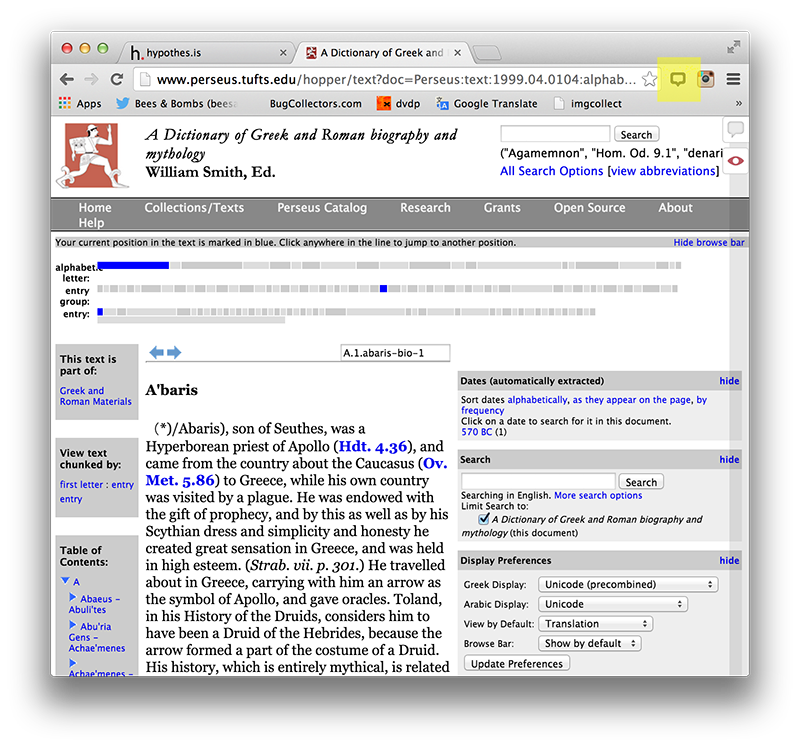 h. hypothes.is
A Dictionary of Greek and
www.perseus.tufts.edu/hopper/text?doc=Perseus:text:1999.04.0104:alphab...
Apps Bees & Bombs (bees BugCollectors.com dvdp Google Translate imgcollect »
A Dictionary of Greek and Roman biography and
mythology
William Smith, Ed.
Search
("Agamemnon", "Hom. Od. 9.1", "denari
All Search Options [view abbreviations]
Home Collections/Texts Perseus Catalog Research Grants Open Source About
Help
Your current position in the text is marked in blue. Click anywhere in the line to jump to another position. Hide browse bar
letter:
entry
group:
entry:
This text is
part of:
Greek and
Roman Materials
View text
chunked by:
first letter : entry
entry
Table of
Contents:
A
Abaeus –
Abuli'tes
Abu'ria
Gens –
Achae'menes
Achae'menes–
A.1.abaris-bio-1
A'baris
(*)/Abaris), son of Seuthes, was a
Hyperborean priest of Apollo (Hdt. 4.36), and
came from the country about the Caucasus (Ov.
Met. 5.86) to Greece, while his own country
was visited by a plague. He was endowed with
the gift of prophecy, and by this as well as by his
Scythian dress and simplicity and honesty he
created great sensation in Greece, and was held
in high esteem. (Strab. vii. p. 301.) He travelled
about in Greece, carrying with him an arrow as
the symbol of Apollo, and gave oracles. Toland,
in his History of the Druids, considers him to
have been a Druid of the Hebrides, because the
arrow formed a part of the costume of a Druid.
His history, which is entirely mythical, is related
Dates (automatically extracted) hide
Sort dates alphabetically, as they appear on the page, by
frequency
Click on a date to search for it in this document.
570 BC (1)
Search hide
Search
Searching in English. More search options
Limit Search to:
A Dictionary of Greek and Roman biography and
mythology (this document)
Display Preferences hide
Greek Display: Unicode (precombined)
Arabic Display: Unicode
View by Default: Translation
Browse Bar: Show by default
Update Preferences